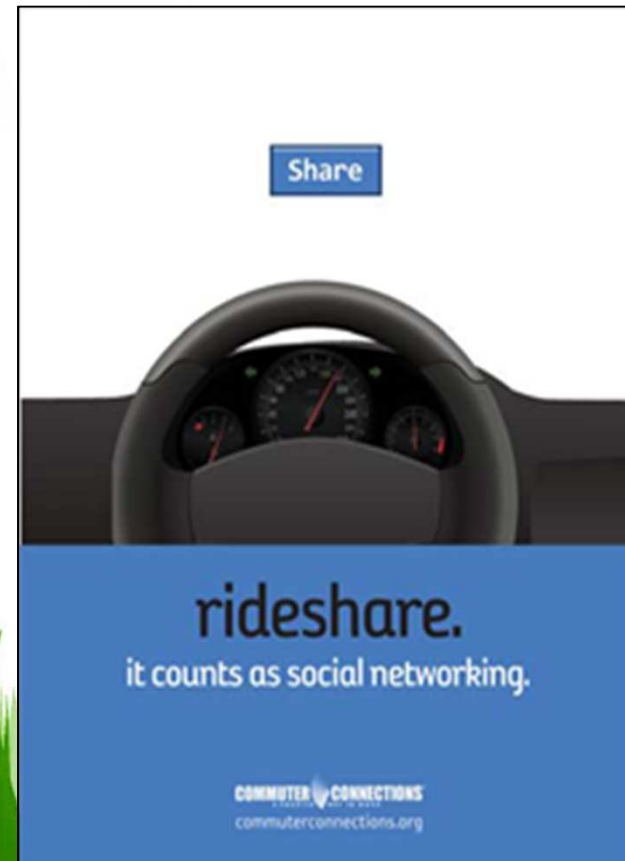 Share
rideshare.
it counts as social networking.
COMMUTER CONNECTIONS
commuterconnections.org